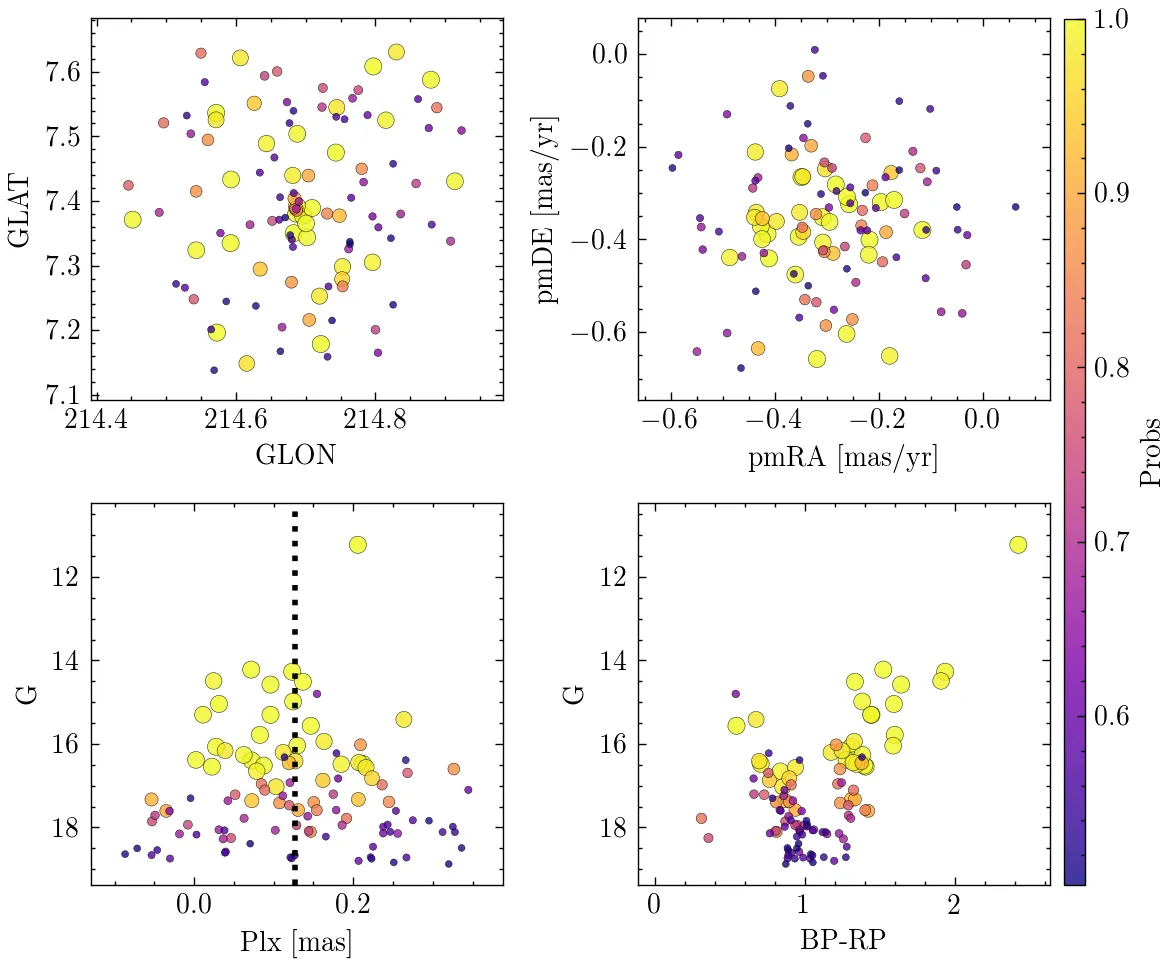 7.6
7.5
7.4
7.3
7.2
7.1
GLAT
214.4 214.6 214.8
GLON
0.0
−0.2
−0.4
−0.6
pmDE [mas/yr]
−0.6 −0.4 −0.2 0.0
pmRA [mas/yr]
1.0
0.9
0.8
0.7
0.6
Probs
12
14
16
18
G
0.0 0.2
Plx [mas]
12
14
16
18
G
0 1 2
BP-RP